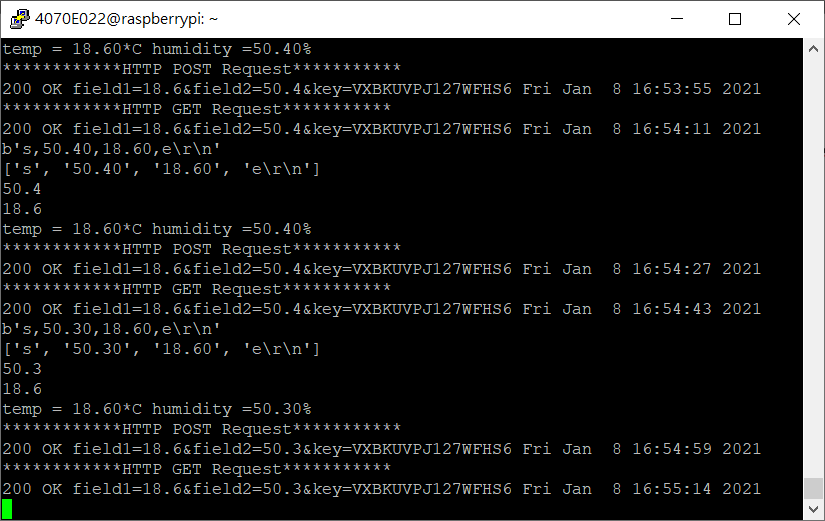 4070E022@raspberrypi: ~
temp = 18.60*C humidity =50.40%
************HTTP POST Request***********
200 OK field1=18.6&field2=50.4&key=VXBKUVPJ127WFHS6 Fri Jan  8 16:53:55 2021
************HTTP GET Request***********
200 OK field1=18.6&field2=50.4&key=VXBKUVPJ127WFHS6 Fri Jan  8 16:54:11 2021
b's,50.40,18.60,e\r\n'
['s', '50.40', '18.60', 'e\r\n']
50.4
18.6
temp = 18.60*C humidity =50.40%
************HTTP POST Request***********
200 OK field1=18.6&field2=50.4&key=VXBKUVPJ127WFHS6 Fri Jan  8 16:54:27 2021
************HTTP GET Request***********
200 OK field1=18.6&field2=50.4&key=VXBKUVPJ127WFHS6 Fri Jan  8 16:54:43 2021
b's,50.30,18.60,e\r\n'
['s', '50.30', '18.60', 'e\r\n']
50.3
18.6
temp = 18.60*C humidity =50.30%
************HTTP POST Request***********
200 OK field1=18.6&field2=50.3&key=VXBKUVPJ127WFHS6 Fri Jan  8 16:54:59 2021
************HTTP GET Request***********
200 OK field1=18.6&field2=50.3&key=VXBKUVPJ127WFHS6 Fri Jan  8 16:55:14 2021